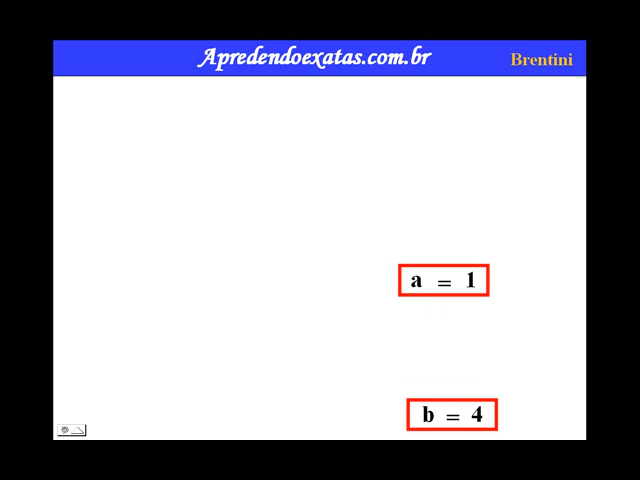 Apredendoexatas.com.br
Brentini
a = 1
b = 4